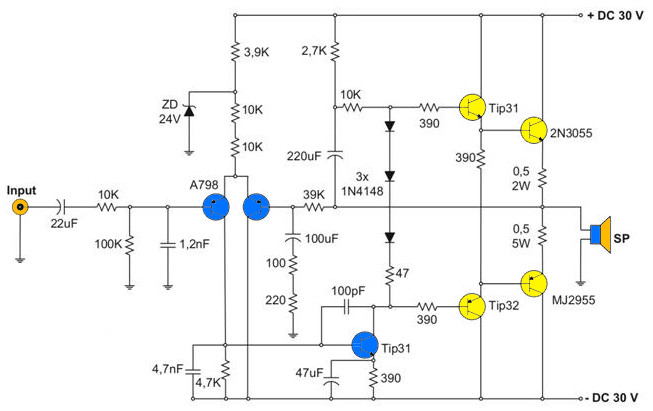 + DC 30 V
3,9K
2,7K
ZD
24V
10K
10K
10K
390
Tip31
2N3055
220uF
3x
1N4148
390
0,5
2W
Input
10K
A798
39K
22uF
100K
1,2nF
100uF
0,5
5W
SP
100
47
220
100pF
390
Tip32
MJ2955
Tip31
4,7nF
4,7K
47uF
390
- DC 30 V